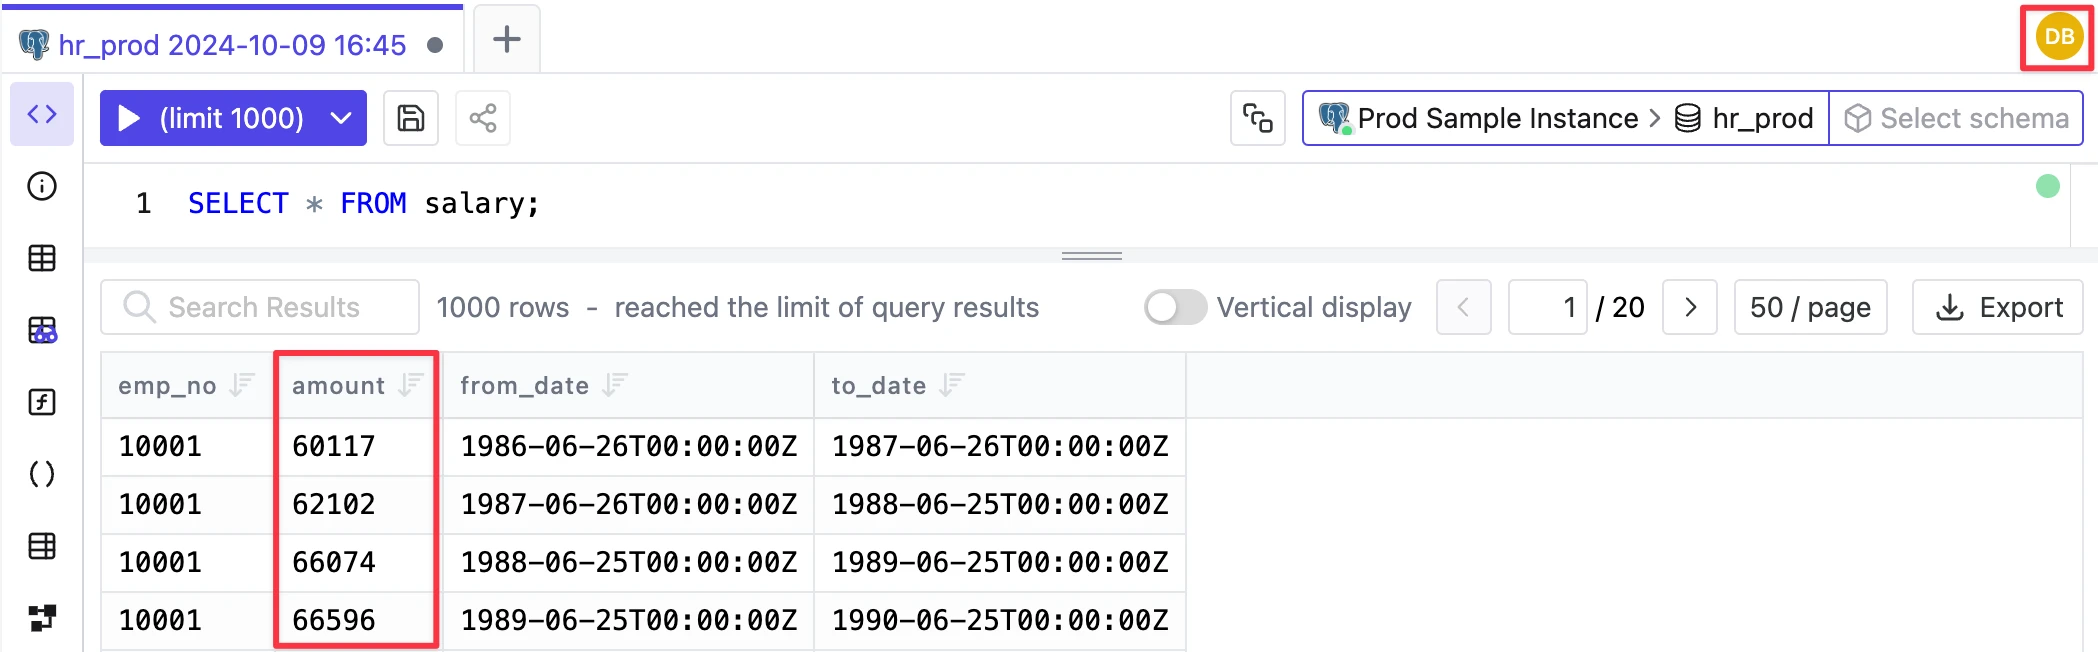 hr_prod 2024-10-09 16:45
DB
(limit 1000)
Prod Sample Instance > hr_prod Select schema
1 SELECT * FROM salary;
Search Results 1000 rows - reached the limit of query results Vertical display 1 / 20 50 / page Export
emp_no amount from_date to_date
10001 60117 1986-06-26T00:00:00Z 1987-06-26T00:00:00Z
10001 62102 1987-06-26T00:00:00Z 1988-06-25T00:00:00Z
10001 66074 1988-06-25T00:00:00Z 1989-06-25T00:00:00Z
10001 66596 1989-06-25T00:00:00Z 1990-06-25T00:00:00Z